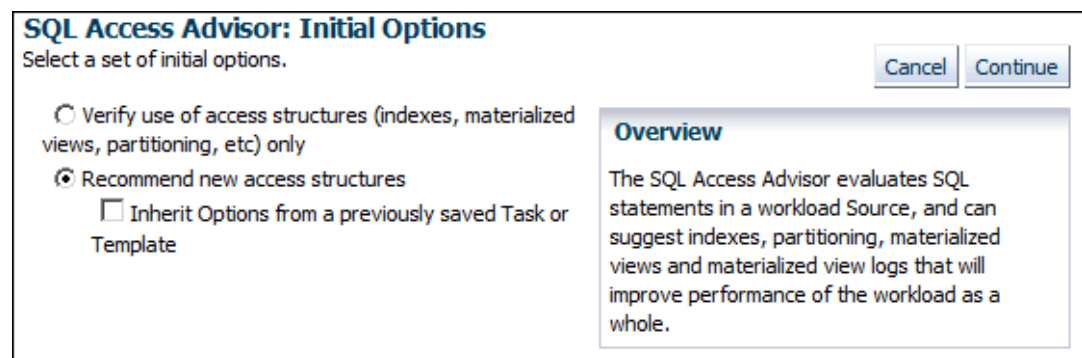 SQL Access Advisor: Initial Options
Select a set of initial options.
Cancel Continue
Verify use of access structures (indexes, materialized
views, partitioning, etc) only
Recommend new access structures
Inherit Options from a previously saved Task or
Template
Overview
The SQL Access Advisor evaluates SQL
statements in a workload Source, and can
suggest indexes, partitioning, materialized
views and materialized view logs that will
improve performance of the workload as a
whole.